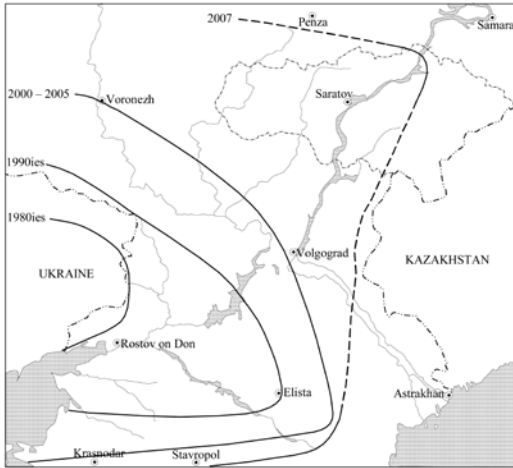 2007
Penza
Samara
2000 – 2005
Voronezh
Saratov
1990ies
1980ies
Volgograd
UKRAINE
KAZAKHSTAN
Rostov on Don
Elista
Astrakhan
Krasnodar
Stavropol